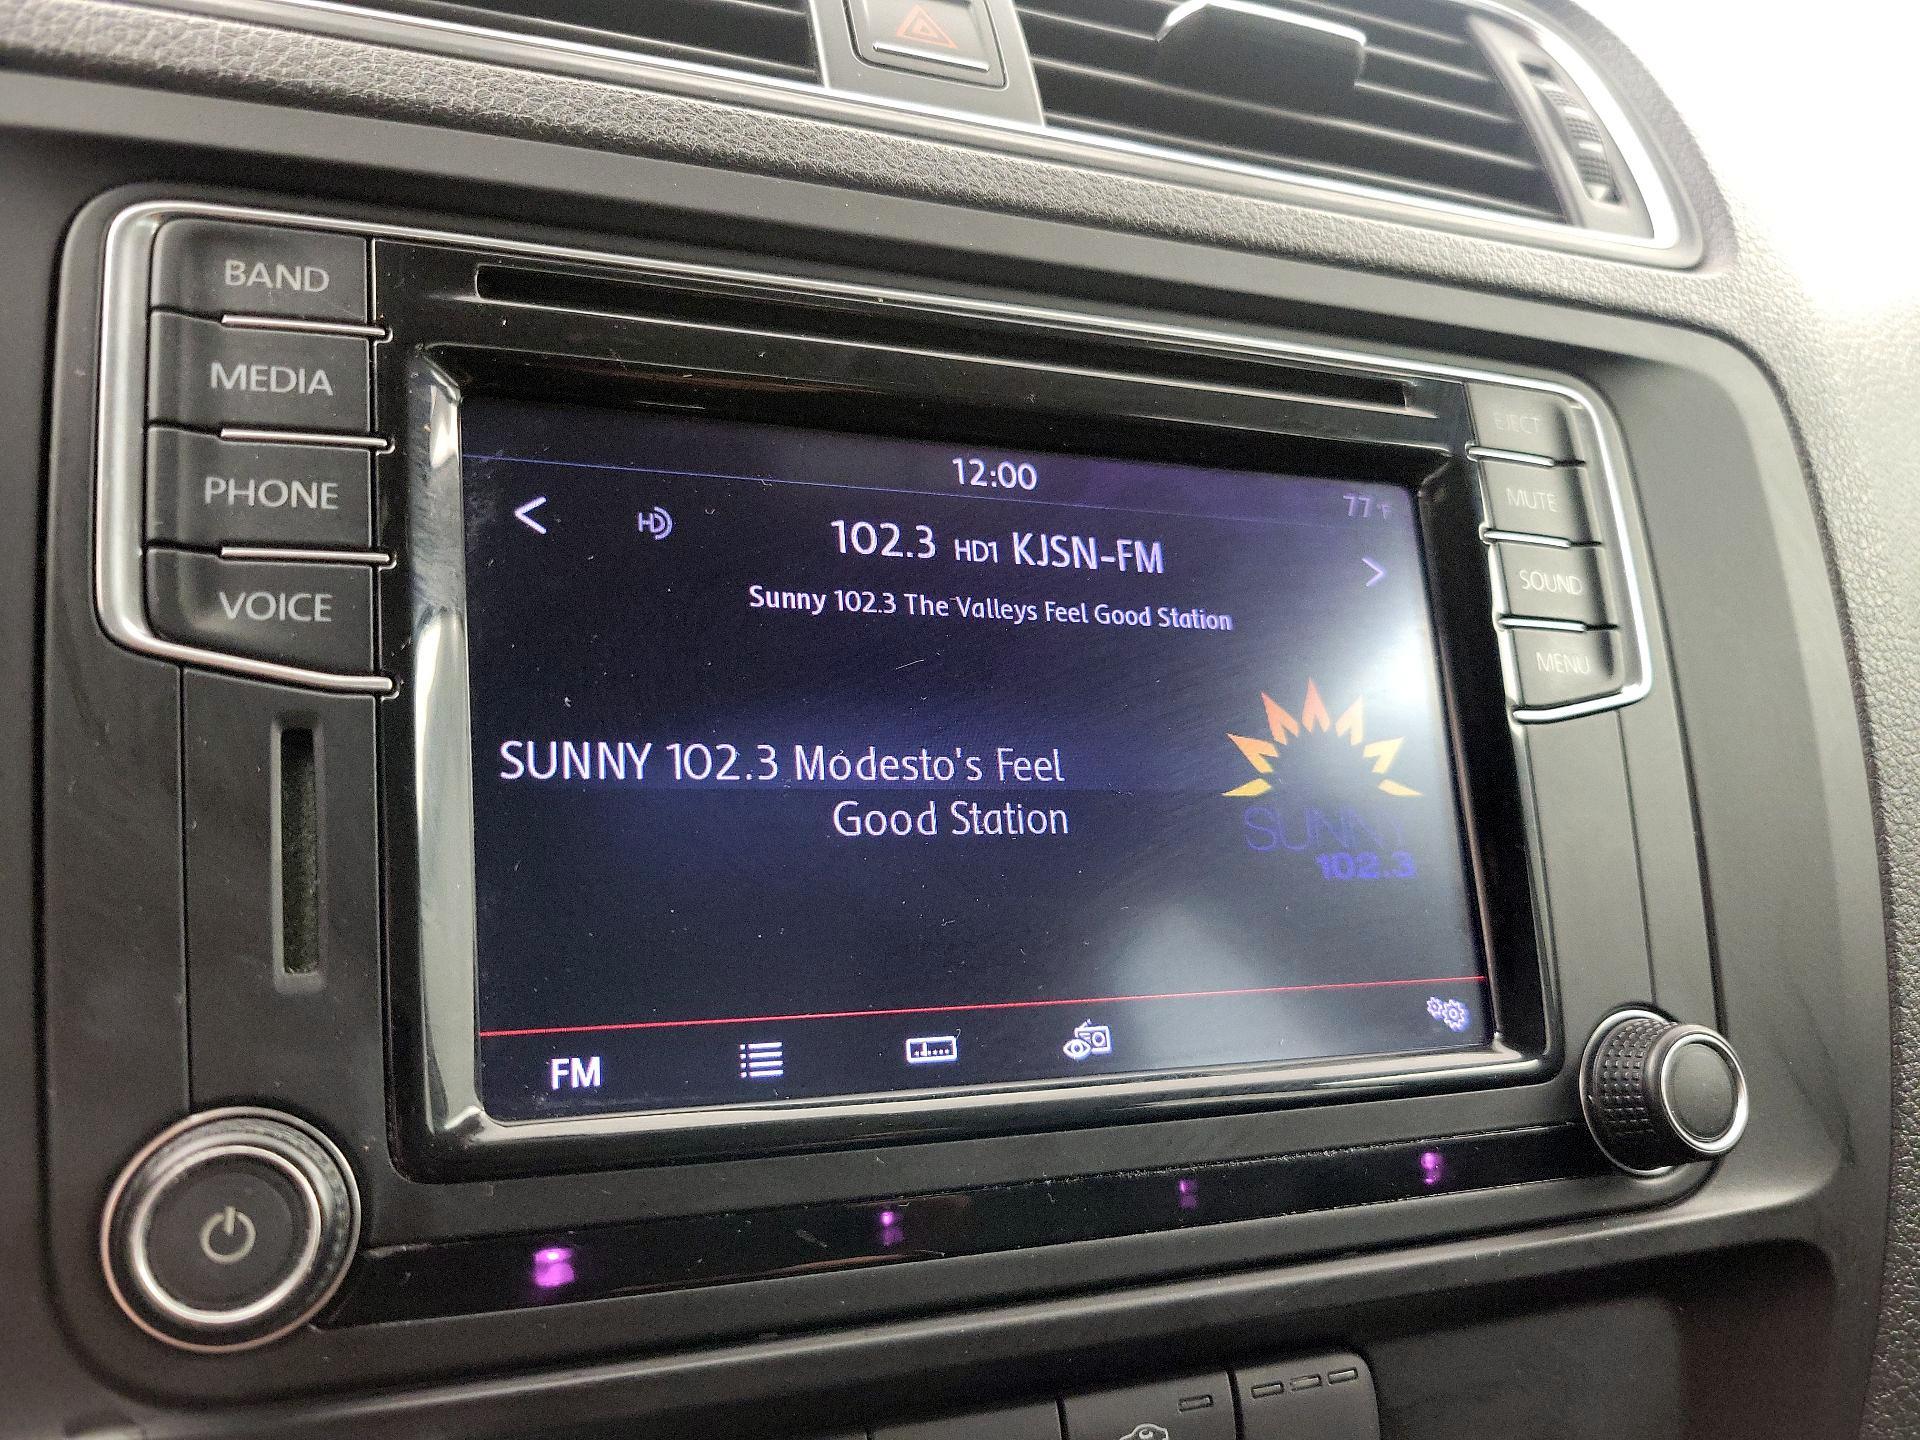 BAND
MEDIA
PHONE
VOICE
EJECT
MUTE
SOUND
MENU
12:00
77°F
102.3 HD1 KJSN-FM
Sunny 102.3 The Valleys Feel Good Station
SUNNY 102.3 Modesto's Feel
Good Station
SUNNY
102.3
FM